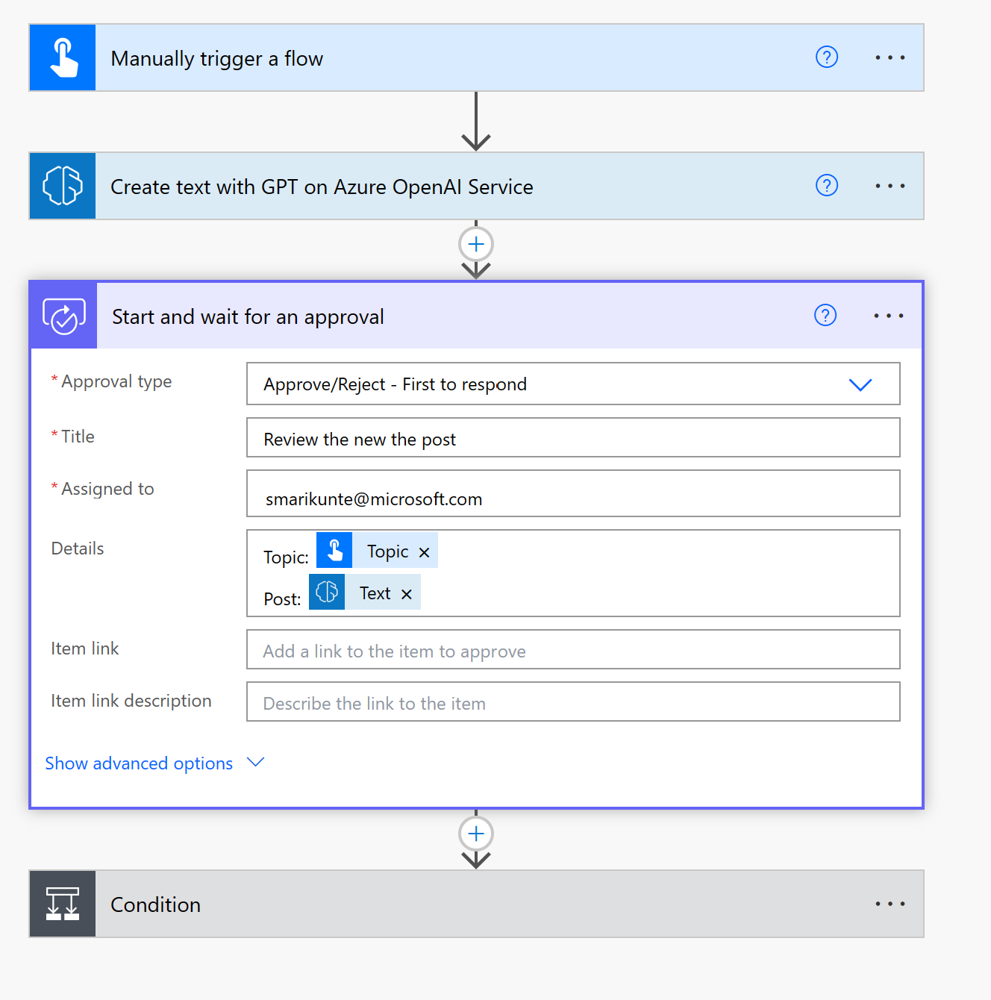 Manually trigger a flow
Create text with GPT on Azure OpenAI Service
Start and wait for an approval
* Approval type
Approve/Reject - First to respond
* Title
Review the new the post
* Assigned to
smarikunte@microsoft.com
Details
Topic: Topic ×
Post: Text ×
Item link
Add a link to the item to approve
Item link description
Describe the link to the item
Show advanced options
Condition